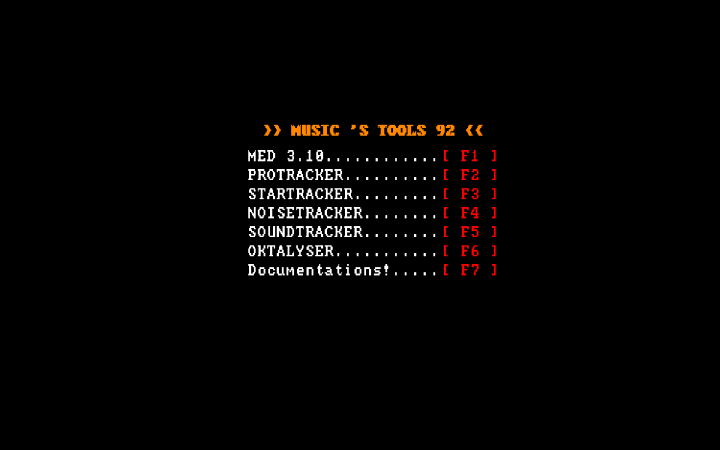 >> MUSIC 'S TOOLS 92 <<
MED 3.10............[ F1 ]
PROTRACKER..........[ F2 ]
STARTRACKER.........[ F3 ]
NOISETRACKER........[ F4 ]
SOUNDTRACKER........[ F5 ]
OKTALYSER...........[ F6 ]
Documentations!.....[ F7 ]